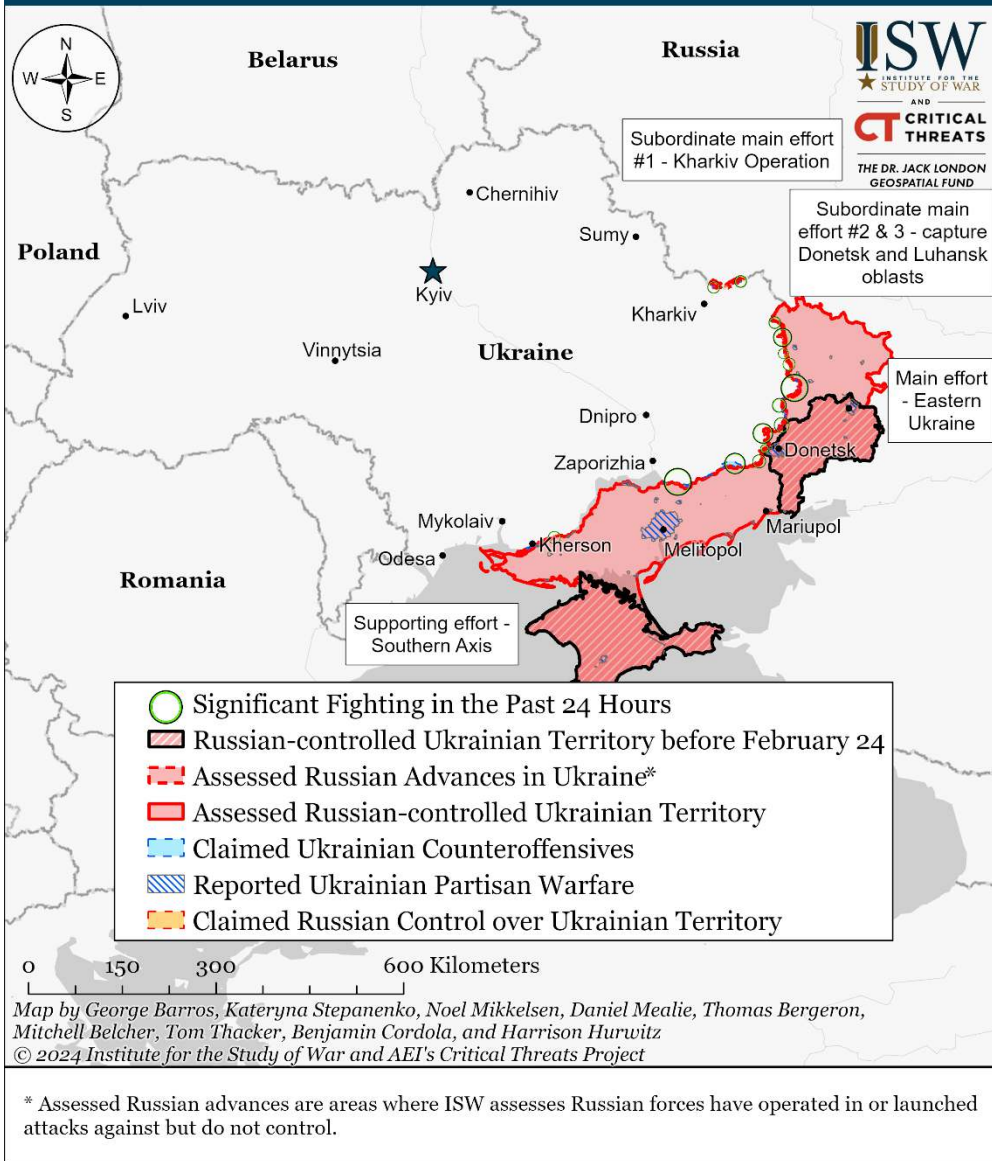 N
W
E
S
Belarus
Russia
ISW
INSTITUTE FOR THE
STUDY OF WAR
AND
CT CRITICAL
THREATS
THE DR. JACK LONDON
GEOSPATIAL FUND
Subordinate main effort
#1 - Kharkiv Operation
Subordinate main
effort #2 & 3 - capture
Donetsk and Luhansk
oblasts
Chernihiv
Sumy
Poland
Kyiv
Lviv
Kharkiv
Vinnytsia
Ukraine
Main effort
- Eastern
Ukraine
Dnipro
Donetsk
Zaporizhia
Mykolaiv
Mariupol
Kherson
Melitopol
Odesa
Romania
Supporting effort -
Southern Axis
Significant Fighting in the Past 24 Hours
Russian-controlled Ukrainian Territory before February 24
Assessed Russian Advances in Ukraine*
Assessed Russian-controlled Ukrainian Territory
Claimed Ukrainian Counteroffensives
Reported Ukrainian Partisan Warfare
Claimed Russian Control over Ukrainian Territory
0 150 300 600 Kilometers
Map by George Barros, Kateryna Stepanenko, Noel Mikkelsen, Daniel Mealie, Thomas Bergeron,
Mitchell Belcher, Tom Thacker, Benjamin Cordola, and Harrison Hurwitz
© 2024 Institute for the Study of War and AEI's Critical Threats Project
* Assessed Russian advances are areas where ISW assesses Russian forces have operated in or launched
attacks against but do not control.